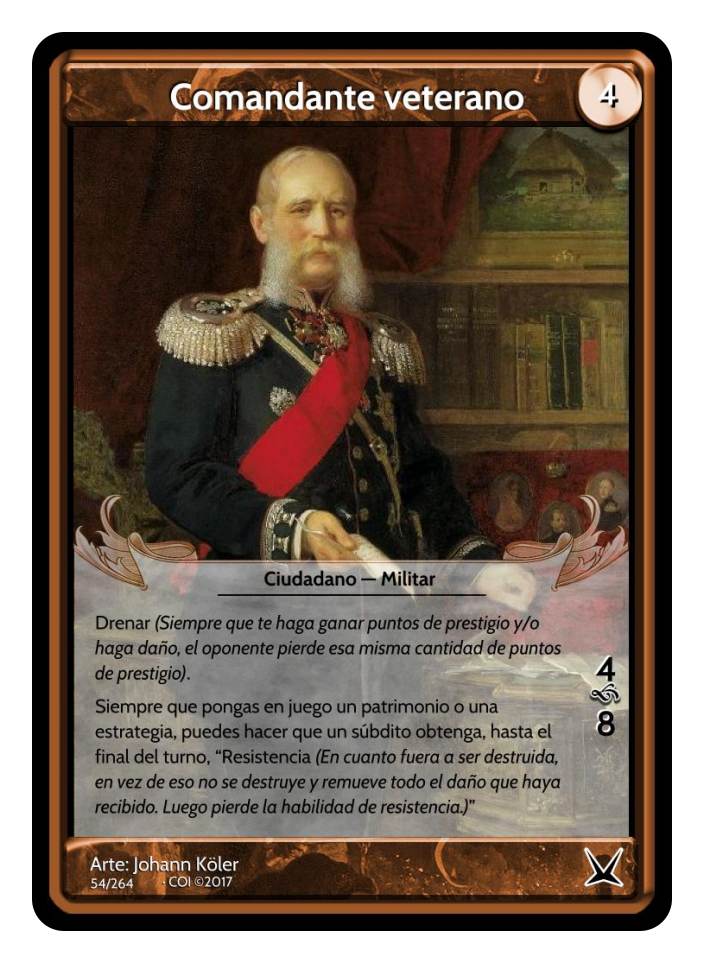 Comandante veterano
4
Ciudadano — Militar
Drenar (Siempre que te haga ganar puntos de prestigio y/o
haga daño, el oponente pierde esa misma cantidad de puntos
de prestigio).
Siempre que pongas en juego un patrimonio o una
estrategia, puedes hacer que un súbdito obtenga, hasta el
final del turno, “Resistencia (En cuanto fuera a ser destruida,
en vez de eso no se destruye y remueve todo el daño que haya
recibido. Luego pierde la habilidad de resistencia.)”
4
8
Arte: Johann Köler
54/264 · COI ©2017